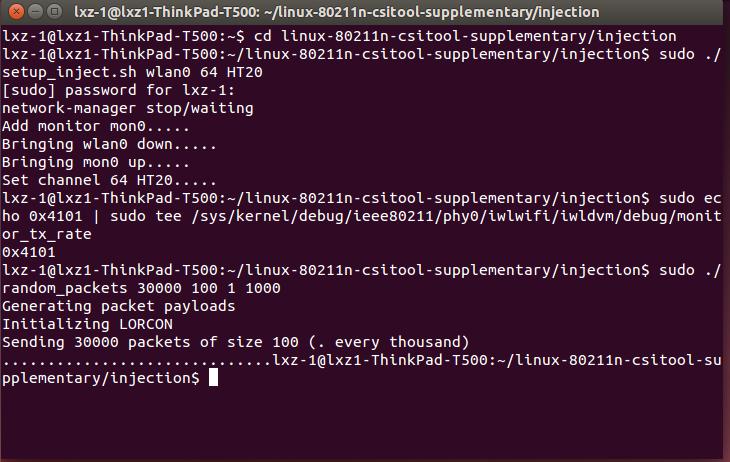 lxz-1@lxz1-ThinkPad-T500: ~/linux-80211n-csitool-supplementary/injection
lxz-1@lxz1-ThinkPad-T500:~$ cd linux-80211n-csitool-supplementary/injection
lxz-1@lxz1-ThinkPad-T500:~/linux-80211n-csitool-supplementary/injection$ sudo ./
setup_inject.sh wlan0 64 HT20
[sudo] password for lxz-1:
network-manager stop/waiting
Add monitor mon0.....
Bringing wlan0 down.....
Bringing mon0 up.....
Set channel 64 HT20.....
lxz-1@lxz1-ThinkPad-T500:~/linux-80211n-csitool-supplementary/injection$ sudo ec
ho 0x4101 | sudo tee /sys/kernel/debug/ieee80211/phy0/iwlwifi/iwldvm/debug/monit
or_tx_rate
0x4101
lxz-1@lxz1-ThinkPad-T500:~/linux-80211n-csitool-supplementary/injection$ sudo ./
random_packets 30000 100 1 1000
Generating packet payloads
Initializing LORCON
Sending 30000 packets of size 100 (. every thousand)
..............................lxz-1@lxz1-ThinkPad-T500:~/linux-80211n-csitool-su
pplementary/injection$